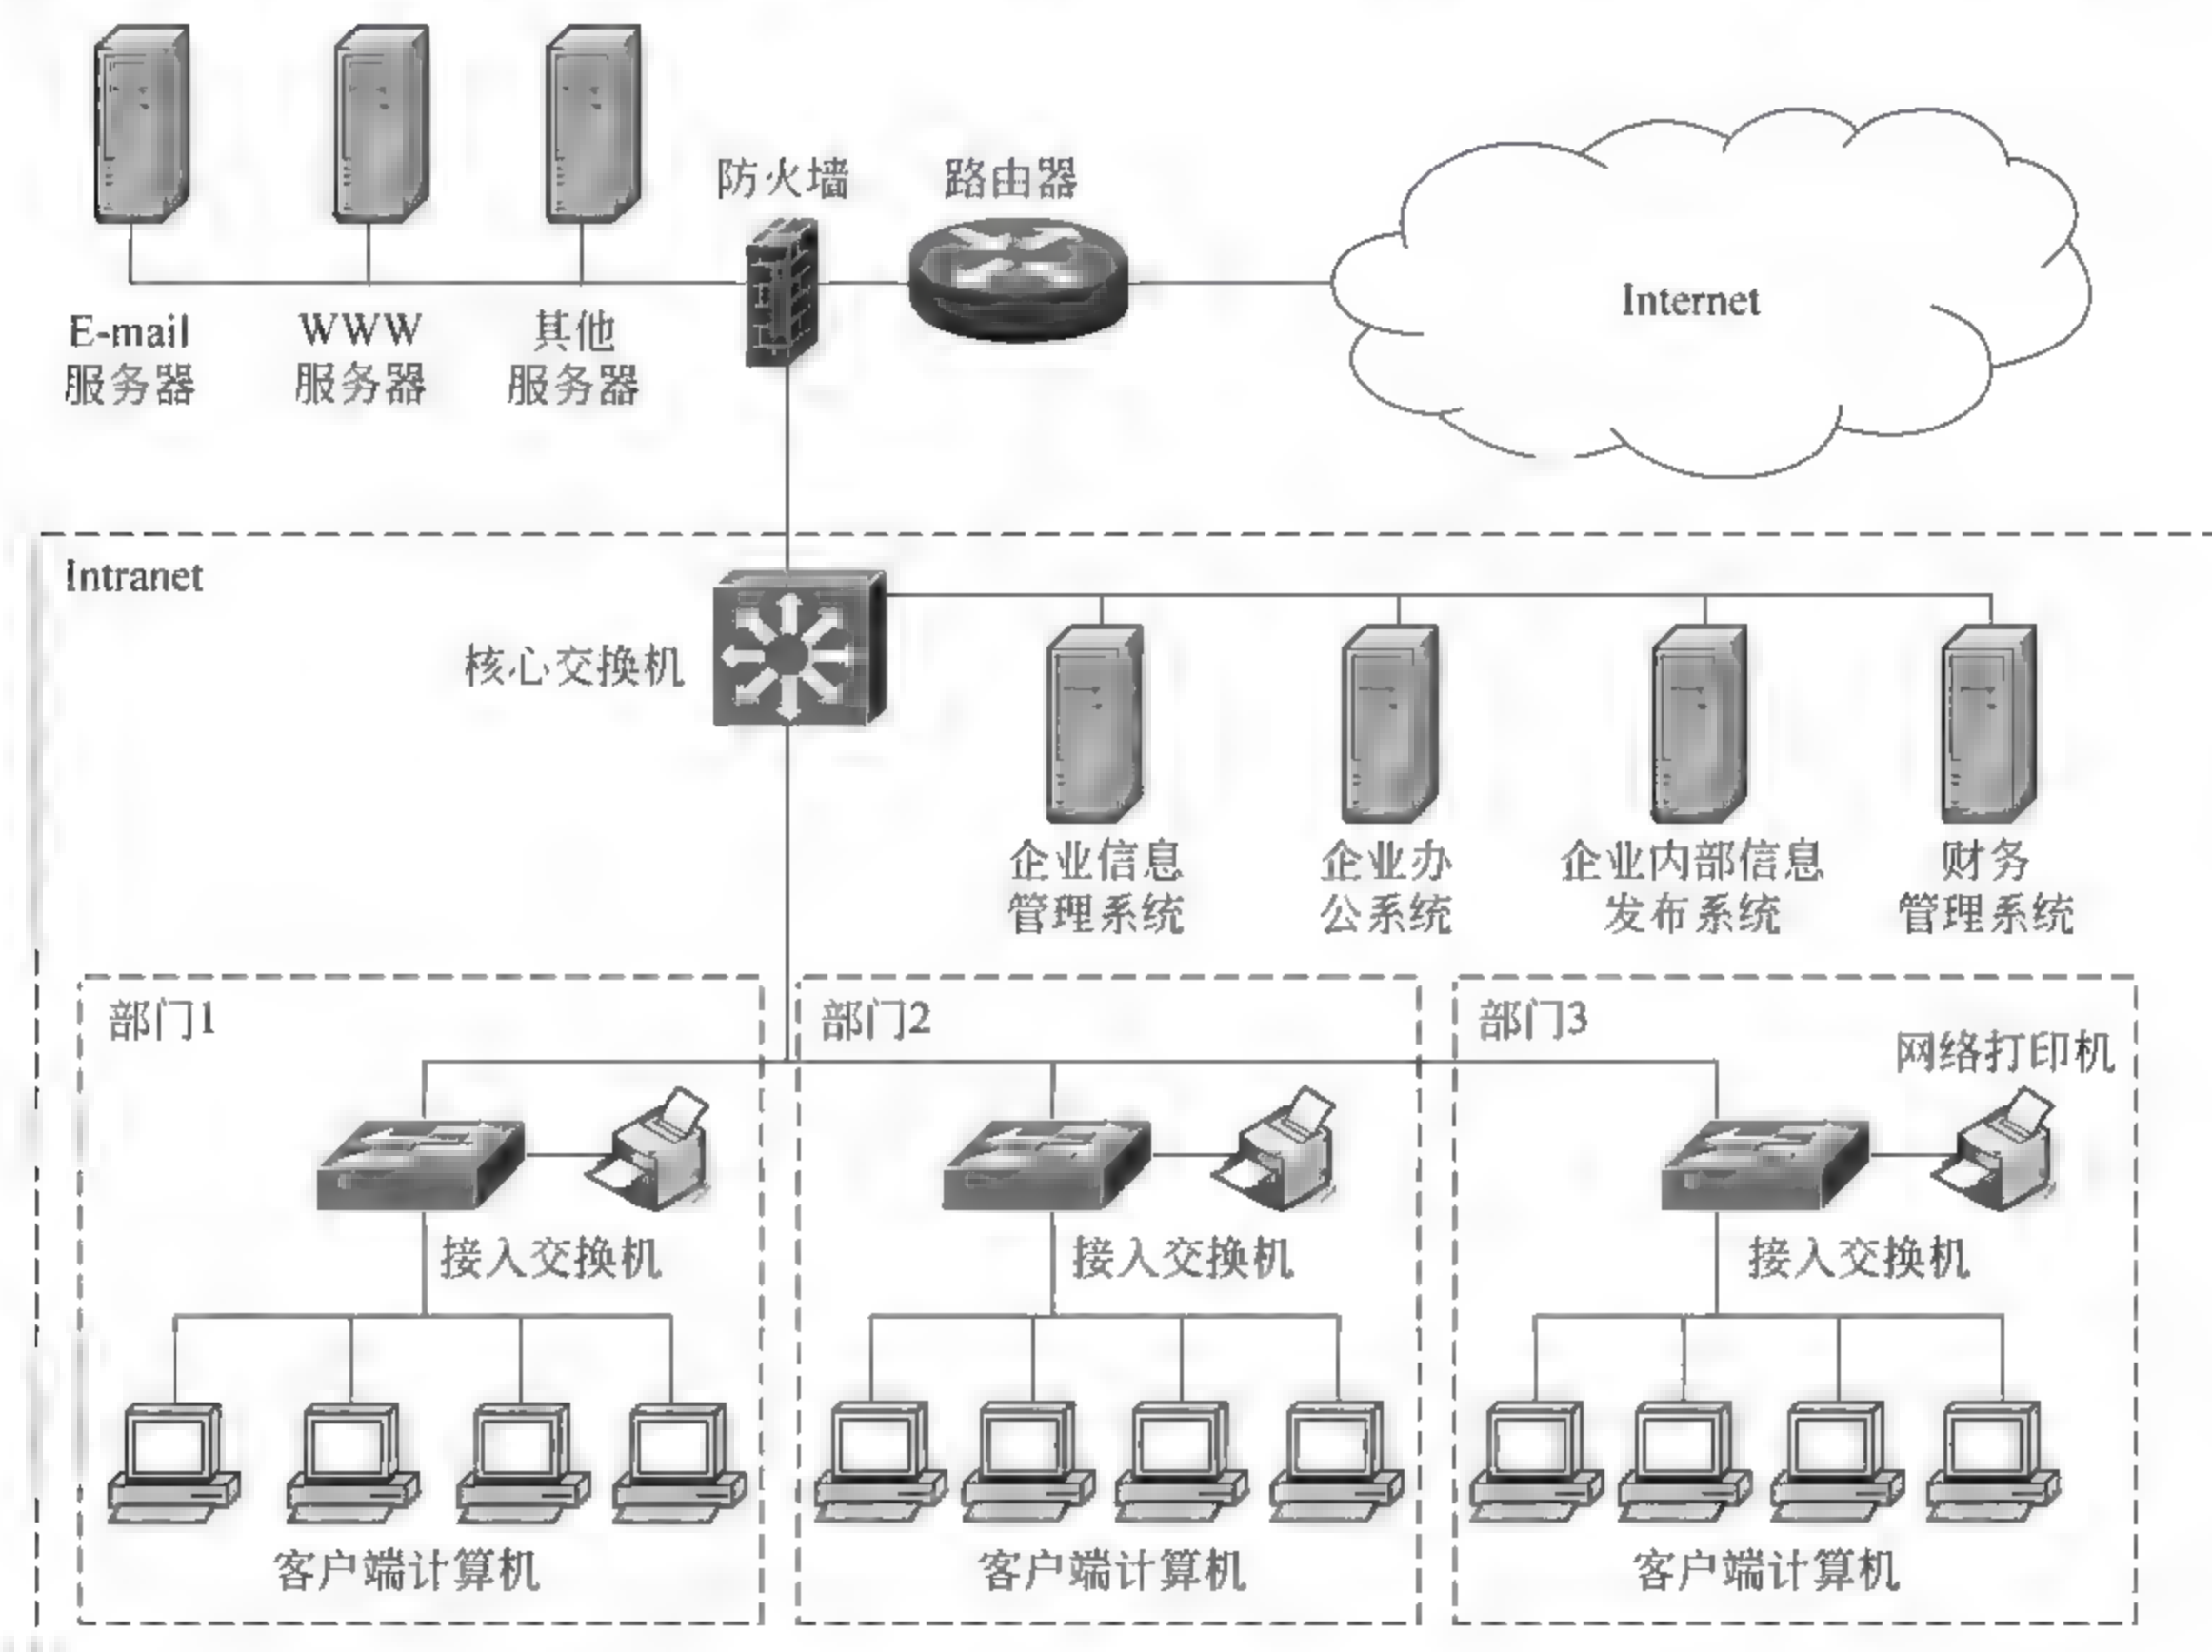 防火墙
路由器
E-mail
服务器
WWW
服务器
其他
服务器
Internet
Intranet
核心交换机
企业信息
管理系统
企业办
公系统
企业内部信息
发布系统
财务
管理系统
部门1
部门2
部门3
网络打印机
接入交换机
接入交换机
接入交换机
客户端计算机
客户端计算机
客户端计算机